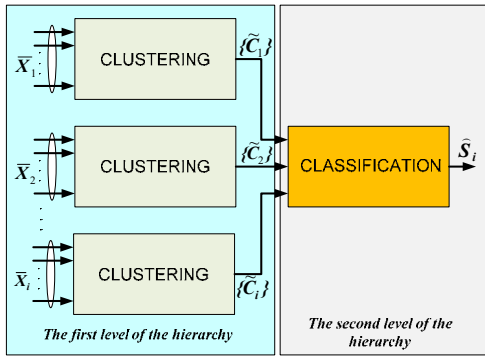 X̄₁
CLUSTERING
{C̃₁}
X̄₂
CLUSTERING
{C̃₂}
CLASSIFICATION
Ŝᵢ
X̄ᵢ
CLUSTERING
{C̃ᵢ}
The first level of the hierarchy
The second level of the
hierarchy